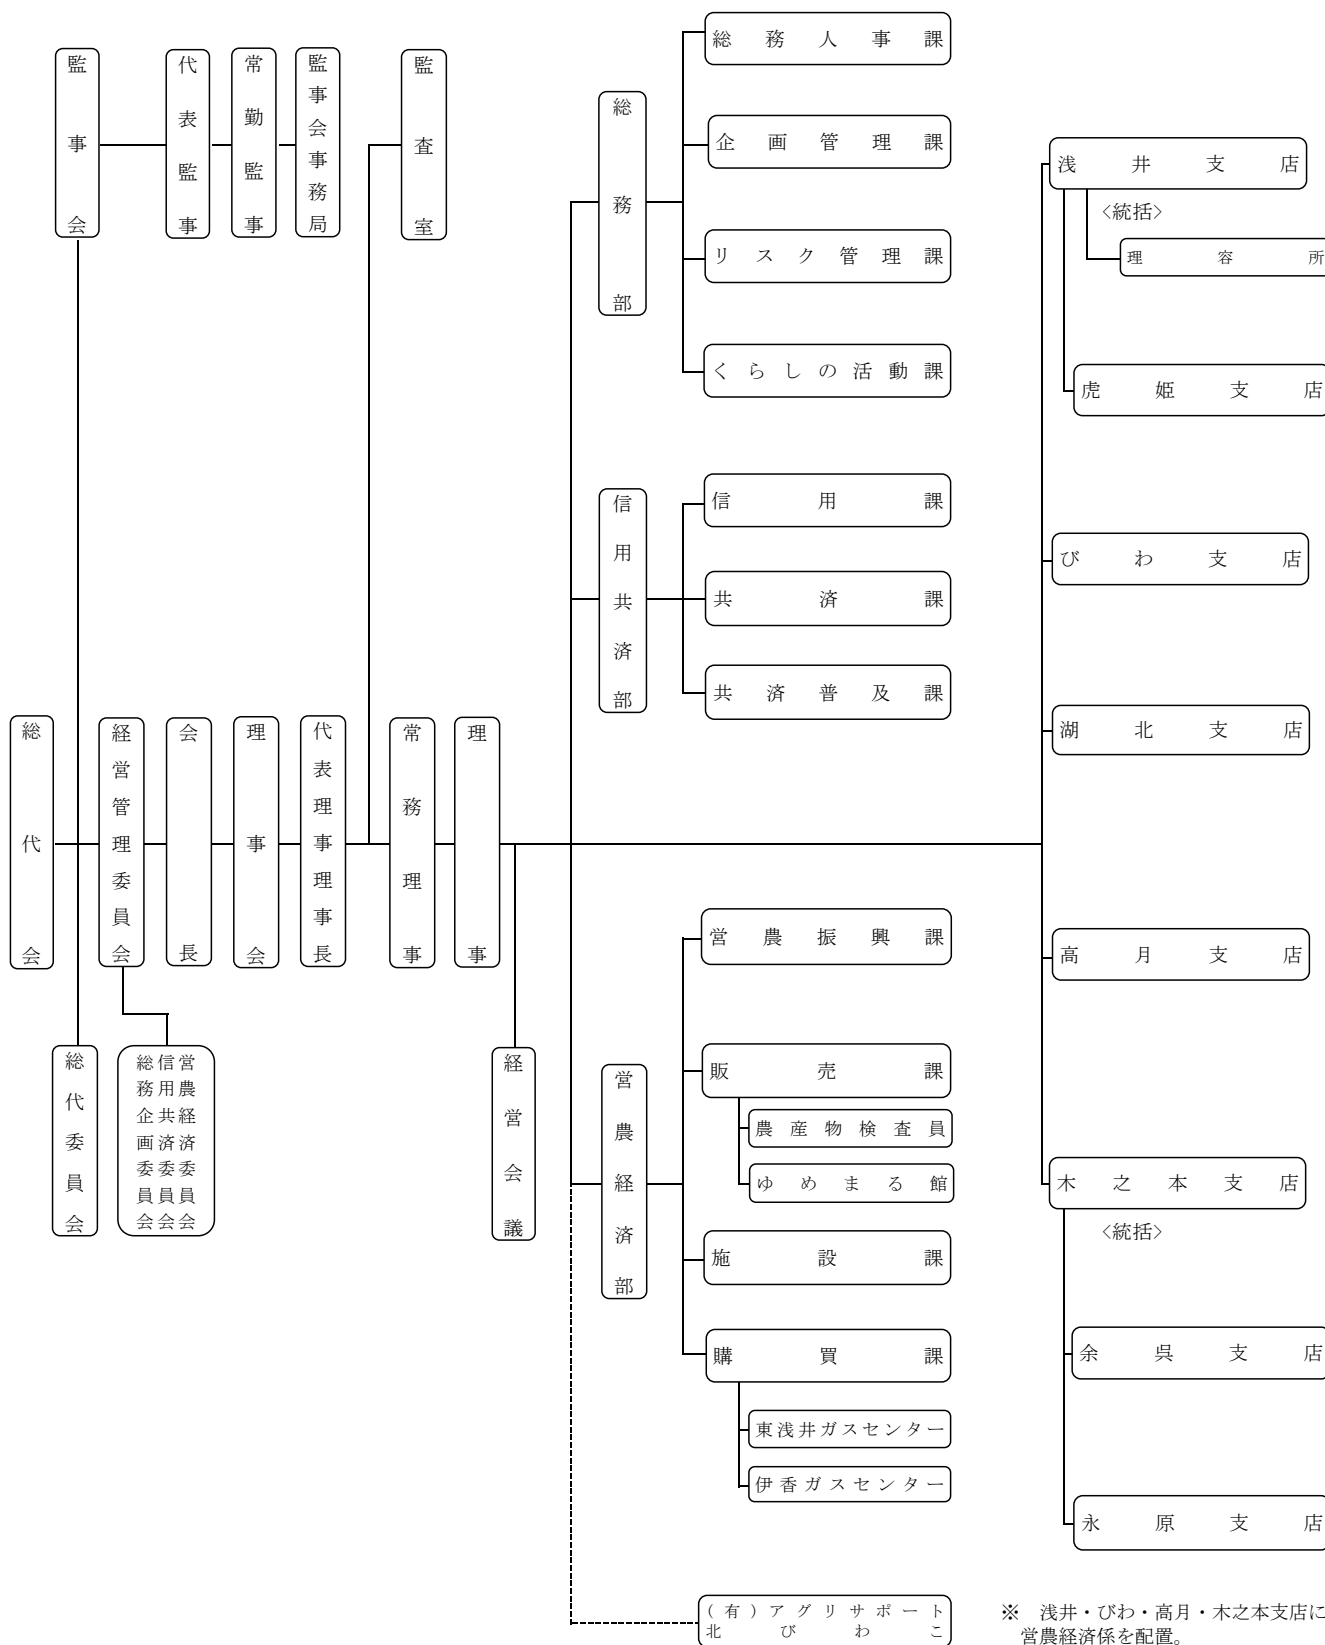 監事会
代表監事
常勤監事
監事会事務局
監査室
総代会
経営管理委員会
会長
理事会
代表理事理事長
常務理事
理事
総代委員会
総務企画委員会
信用共済委員会
営農経済委員会
経営会議
総務部
総務人事課
企画管理課
リスク管理課
くらしの活動課
信用共済部
信用課
共済課
共済普及課
営農経済部
営農振興課
販売課
農産物検査員
ゆめまる館
施設課
購買課
東浅井ガスセンター
伊香ガスセンター
(有)アグリサポート
北びわこ
浅井支店
<統括>
理容所
虎姫支店
びわ支店
湖北支店
高月支店
木之本支店
<統括>
余呉支店
永原支店
※ 浅井・びわ・高月・木之本支店に
営農経済係を配置。